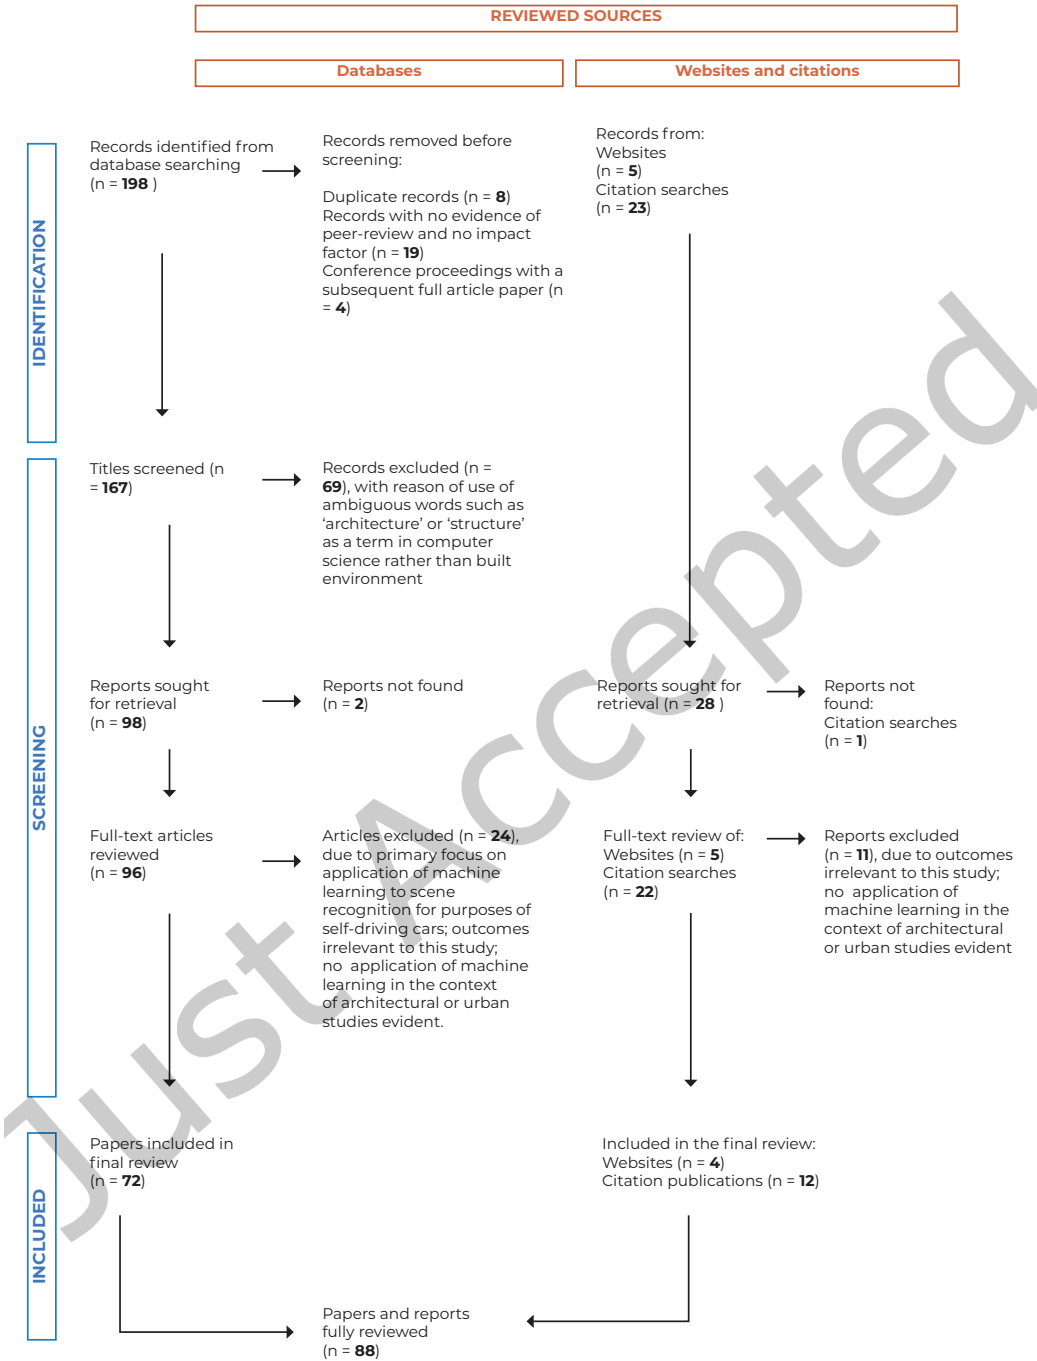 REVIEWED SOURCES
Databases
Websites and citations
IDENTIFICATION
Records identified from
database searching
(n = 198 )
Records removed before
screening:
Duplicate records (n = 8)
Records with no evidence of
peer-review and no impact
factor (n = 19)
Conference proceedings with a
subsequent full article paper (n
= 4)
Records from:
Websites
(n = 5)
Citation searches
(n = 23)
SCREENING
Titles screened (n
= 167)
Records excluded (n =
69), with reason of use of
ambiguous words such as
‘architecture’ or ‘structure’
as a term in computer
science rather than built
environment
Reports sought
for retrieval
(n = 98)
Reports not found
(n = 2)
Reports sought for
retrieval (n = 28 )
Reports not
found:
Citation searches
(n = 1)
Full-text articles
reviewed
(n = 96)
Articles excluded (n = 24),
due to primary focus on
application of machine
learning to scene
recognition for purposes of
self-driving cars; outcomes
irrelevant to this study;
no application of machine
learning in the context
of architectural or urban
studies evident.
Full-text review of:
Websites (n = 5)
Citation searches
(n = 22)
Reports excluded
(n = 11), due to outcomes
irrelevant to this study;
no application of
machine learning in the
context of architectural
or urban studies evident
INCLUDED
Papers included in
final review
(n = 72)
Included in the final review:
Websites (n = 4)
Citation publications (n = 12)
Papers and reports
fully reviewed
(n = 88)
Just Accepted